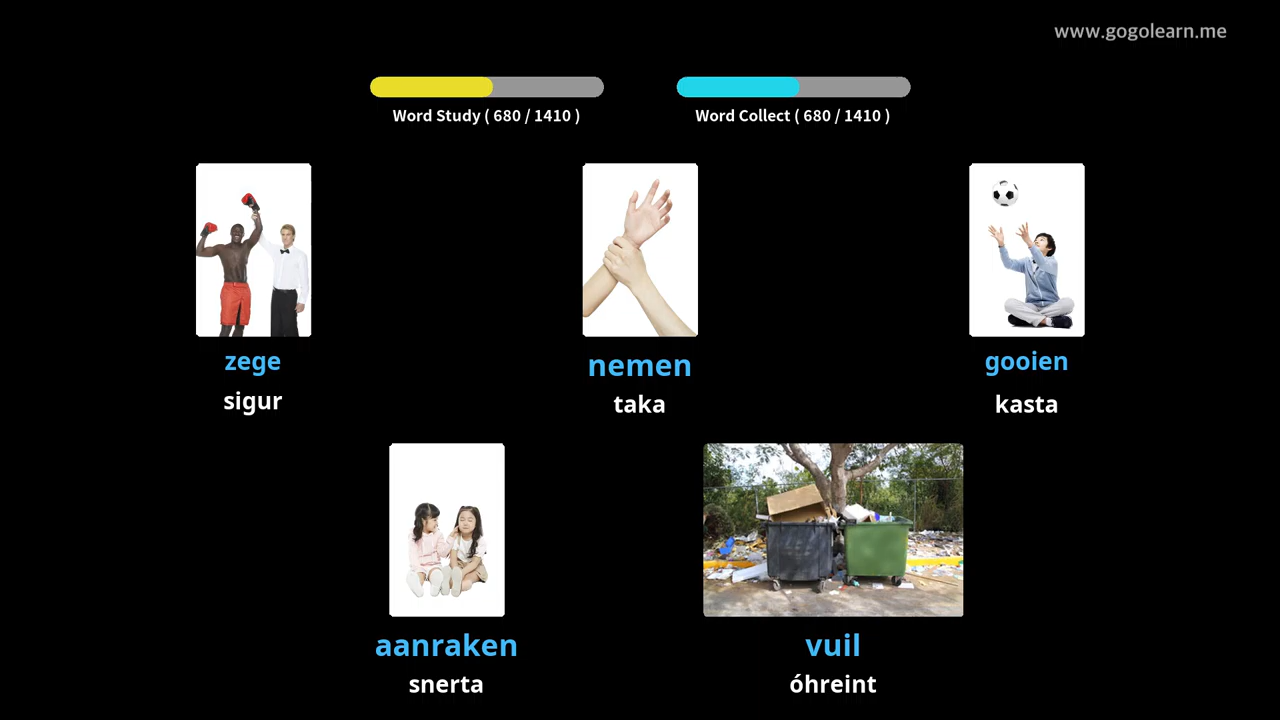 www.gogolearn.me
Word Study ( 680 / 1410 )
Word Collect ( 680 / 1410 )
zege
sigur
nemen
taka
gooien
kasta
aanraken
snerta
vuil
óhreint